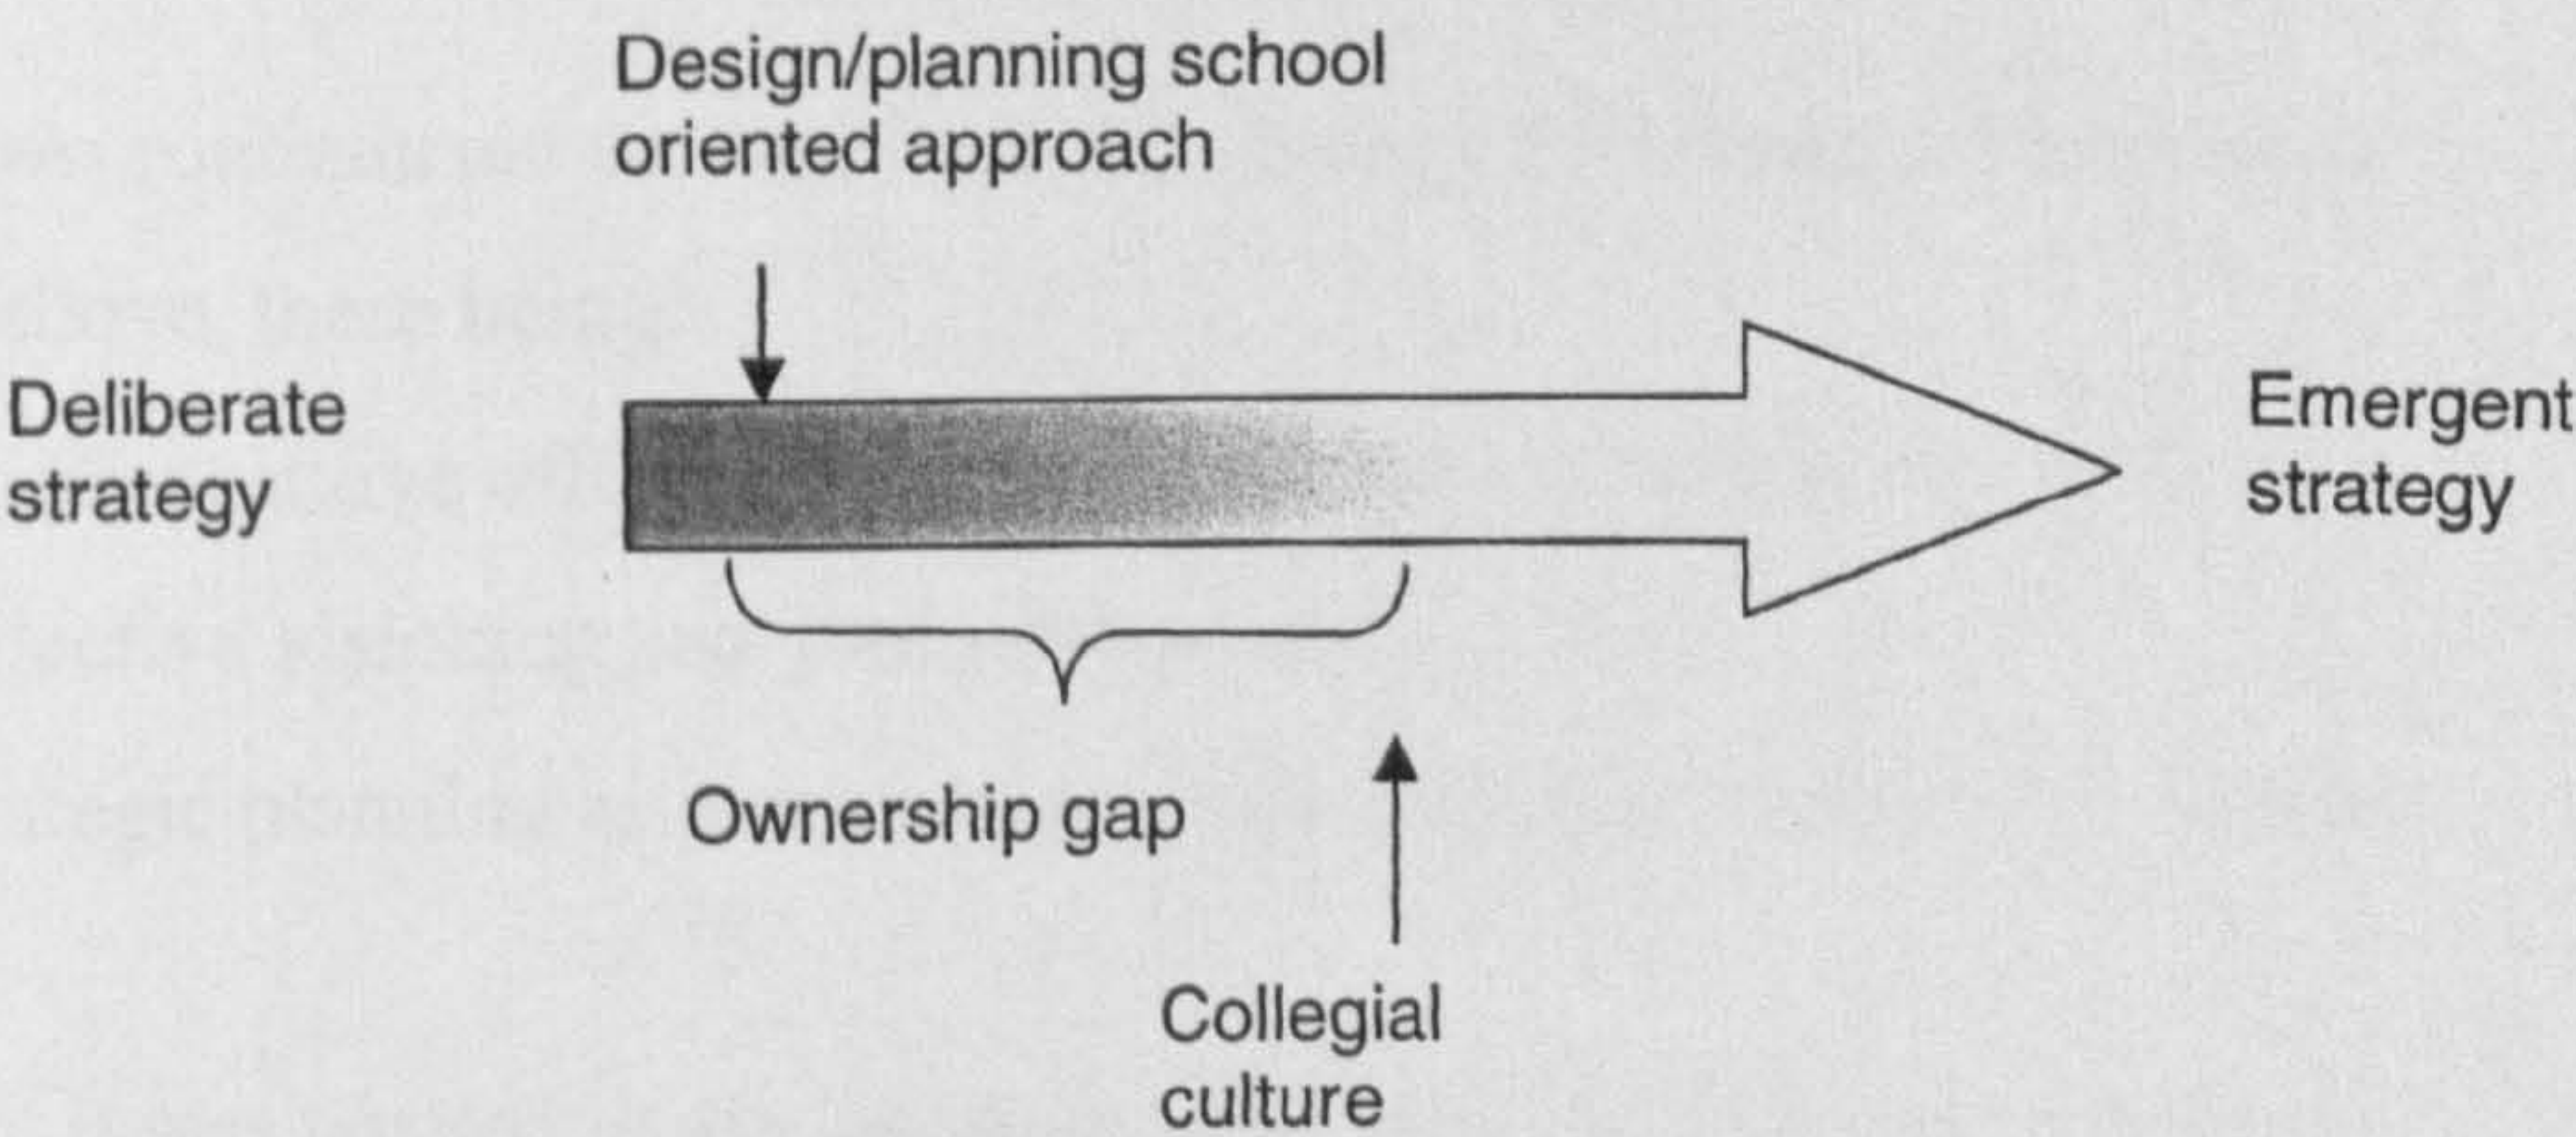 Design/planning school
oriented approach
Deliberate
strategy
Emergent
strategy
Ownership gap
Collegial
culture